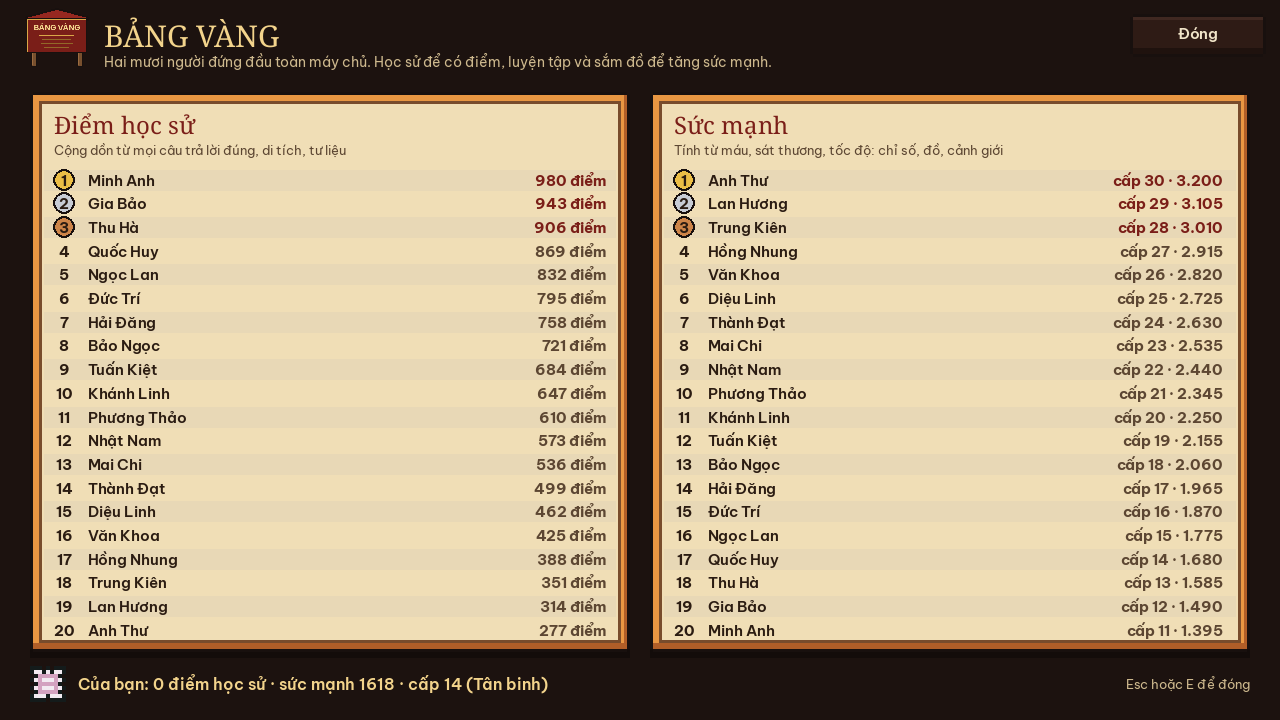 BẢNG VÀNG
BẢNG VÀNG
Hai mươi người đứng đầu toàn máy chủ. Học sử để có điểm, luyện tập và sắm đồ để tăng sức mạnh.
Đóng
Điểm học sử
Cộng dồn từ mọi câu trả lời đúng, di tích, tư liệu
1 Minh Anh 980 điểm
2 Gia Bảo 943 điểm
3 Thu Hà 906 điểm
4 Quốc Huy 869 điểm
5 Ngọc Lan 832 điểm
6 Đức Trí 795 điểm
7 Hải Đăng 758 điểm
8 Bảo Ngọc 721 điểm
9 Tuấn Kiệt 684 điểm
10 Khánh Linh 647 điểm
11 Phương Thảo 610 điểm
12 Nhật Nam 573 điểm
13 Mai Chi 536 điểm
14 Thành Đạt 499 điểm
15 Diệu Linh 462 điểm
16 Văn Khoa 425 điểm
17 Hồng Nhung 388 điểm
18 Trung Kiên 351 điểm
19 Lan Hương 314 điểm
20 Anh Thư 277 điểm
Sức mạnh
Tính từ máu, sát thương, tốc độ: chỉ số, đồ, cảnh giới
1 Anh Thư cấp 30 · 3.200
2 Lan Hương cấp 29 · 3.105
3 Trung Kiên cấp 28 · 3.010
4 Hồng Nhung cấp 27 · 2.915
5 Văn Khoa cấp 26 · 2.820
6 Diệu Linh cấp 25 · 2.725
7 Thành Đạt cấp 24 · 2.630
8 Mai Chi cấp 23 · 2.535
9 Nhật Nam cấp 22 · 2.440
10 Phương Thảo cấp 21 · 2.345
11 Khánh Linh cấp 20 · 2.250
12 Tuấn Kiệt cấp 19 · 2.155
13 Bảo Ngọc cấp 18 · 2.060
14 Hải Đăng cấp 17 · 1.965
15 Đức Trí cấp 16 · 1.870
16 Ngọc Lan cấp 15 · 1.775
17 Quốc Huy cấp 14 · 1.680
18 Thu Hà cấp 13 · 1.585
19 Gia Bảo cấp 12 · 1.490
20 Minh Anh cấp 11 · 1.395
Của bạn: 0 điểm học sử · sức mạnh 1618 · cấp 14 (Tân binh)
Esc hoặc E để đóng